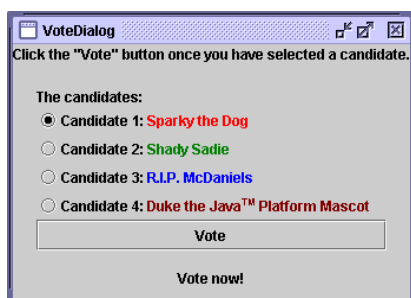 VoteDialog
Click the "Vote" button once you have selected a candidate.
The candidates:
Candidate 1: Sparky the Dog
Candidate 2: Shady Sadie
Candidate 3: R.I.P. McDaniels
Candidate 4: Duke the Java™ Platform Mascot
Vote
Vote now!